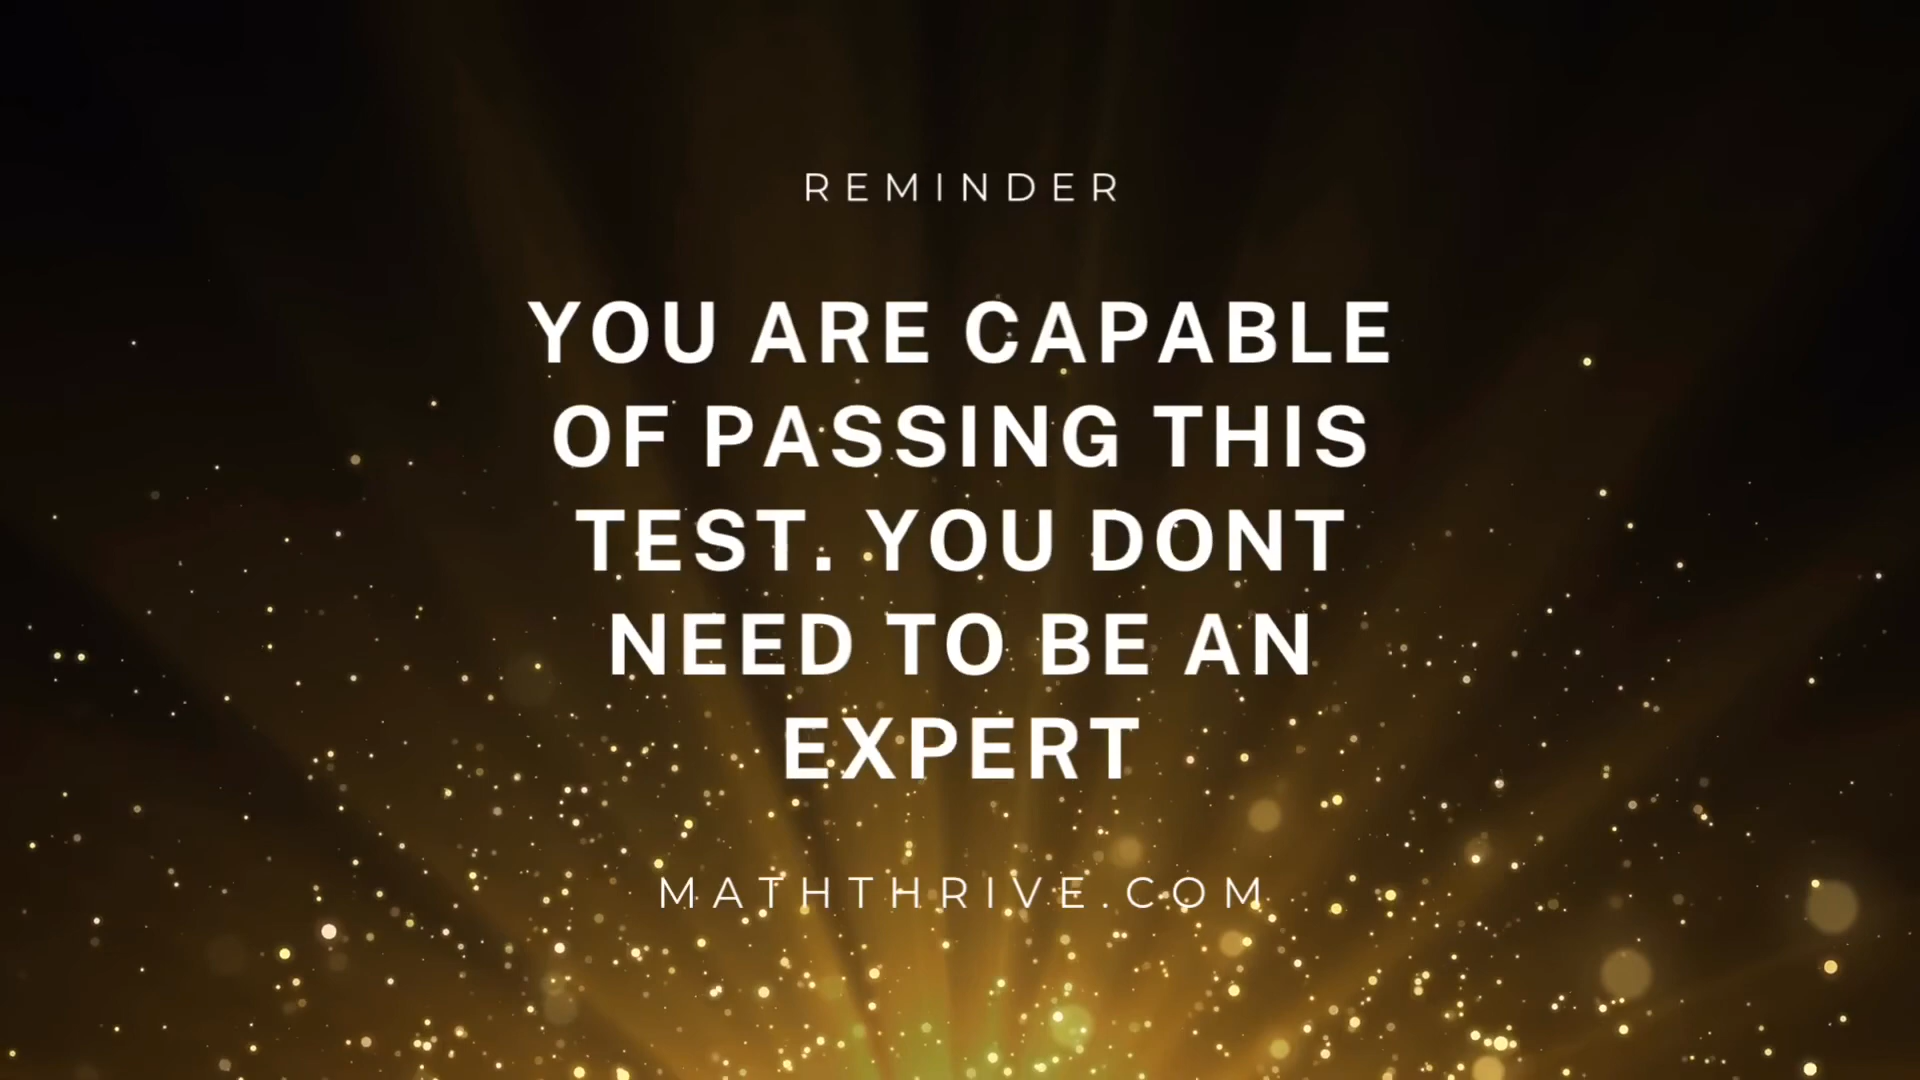 REMINDER
YOU ARE CAPABLE
OF PASSING THIS
TEST. YOU DONT
NEED TO BE AN
EXPERT
MATHTHRIVE.COM